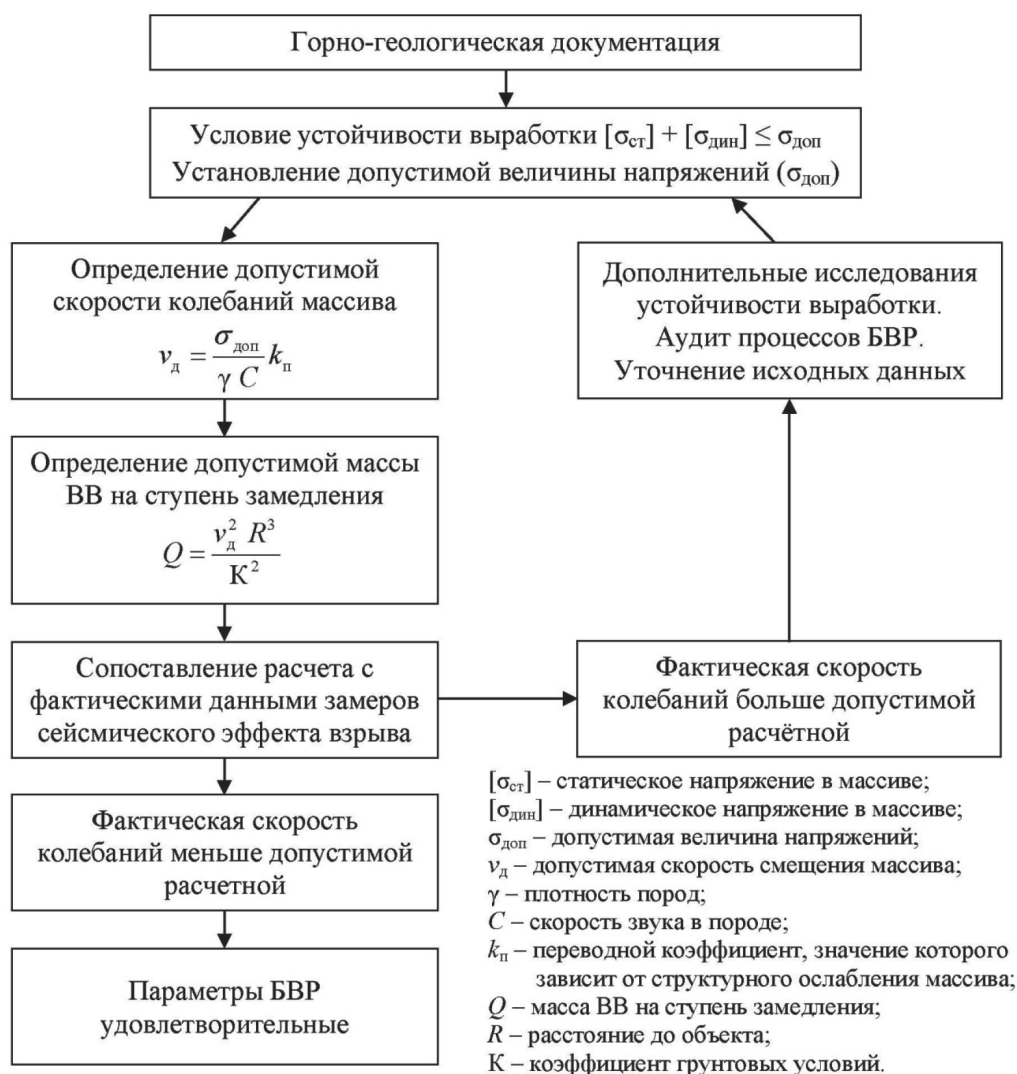 Горно-геологическая документация
Условие устойчивости выработки [σст] + [σдин] ≤ σдоп
Установление допустимой величины напряжений (σдоп)
Определение допустимой
скорости колебаний массива
vд = σдоп / γ C kп
Определение допустимой массы
ВВ на ступень замедления
Q = vд² R³ / К²
Сопоставление расчета с
фактическими данными замеров
сейсмического эффекта взрыва
Фактическая скорость
колебаний меньше допустимой
расчетной
Параметры БВР
удовлетворительные
Дополнительные исследования
устойчивости выработки.
Аудит процессов БВР.
Уточнение исходных данных
Фактическая скорость
колебаний больше допустимой
расчётной
[σст] – статическое напряжение в массиве;
[σдин] – динамическое напряжение в массиве;
σдоп – допустимая величина напряжений;
vд – допустимая скорость смещения массива;
γ – плотность пород;
C – скорость звука в породе;
kп – переводной коэффициент, значение которого
зависит от структурного ослабления массива;
Q – масса ВВ на ступень замедления;
R – расстояние до объекта;
К – коэффициент грунтовых условий.